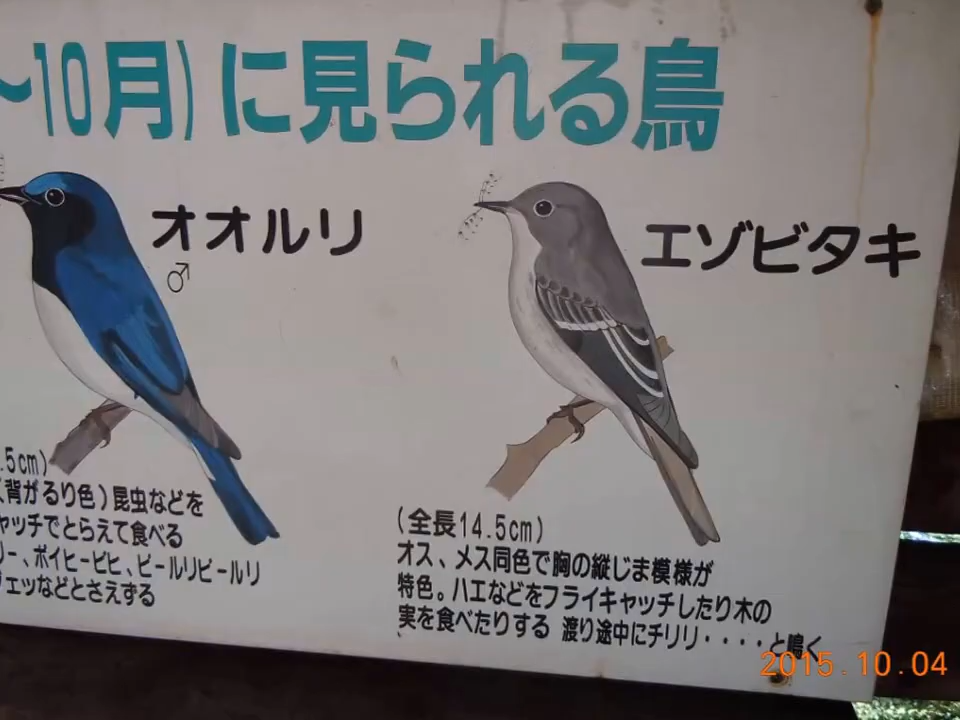 〜10月)に見られる鳥
オオルリ
♂
エゾビタキ
.5cm)
(背がるり色)昆虫などを
ャッチでとらえて食べる
リー、ポイヒーピヒ、ピールリピールリ
ジェッなどとさえずる
(全長14.5cm)
オス、メス同色で胸の縦じま模様が
特色。ハエなどをフライキャッチしたり木の
実を食べたりする 渡り途中にチリリ・・・・と鳴く
2015.10.04